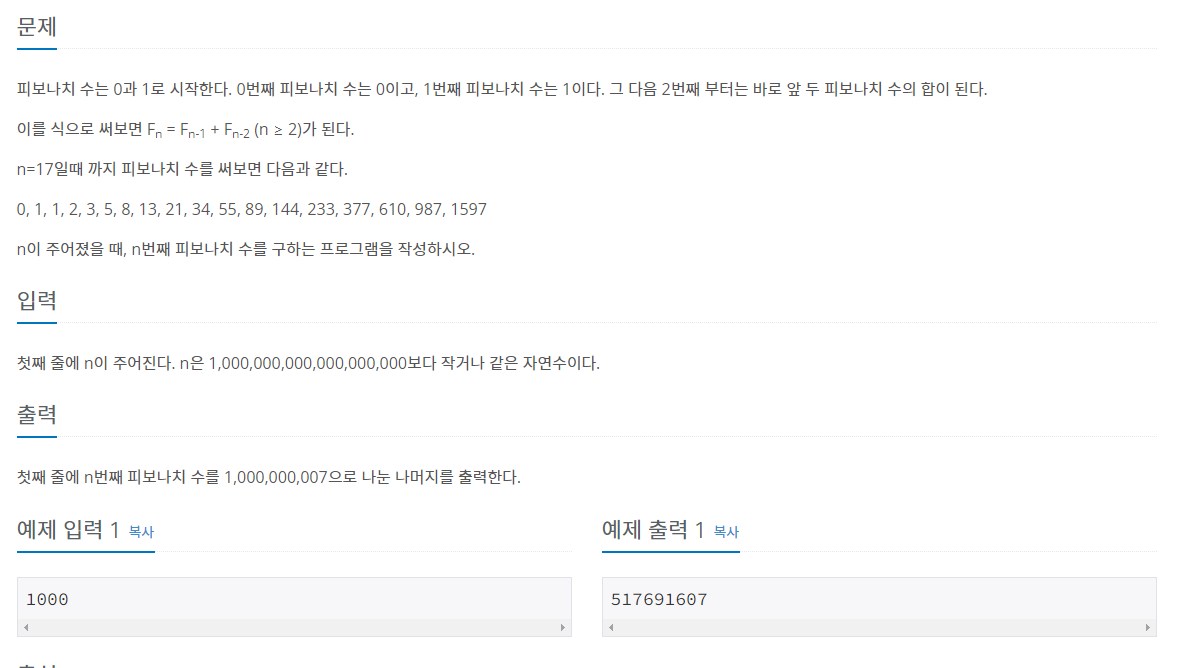 문제
피보나치 수는 0과 1로 시작한다. 0번째 피보나치 수는 0이고, 1번째 피보나치 수는 1이다. 그 다음 2번째 부터는 바로 앞 두 피보나치 수의 합이 된다.
이를 식으로 써보면 Fn = Fn-1 + Fn-2 (n ≥ 2)가 된다.
n=17일때 까지 피보나치 수를 써보면 다음과 같다.
0, 1, 1, 2, 3, 5, 8, 13, 21, 34, 55, 89, 144, 233, 377, 610, 987, 1597
n이 주어졌을 때, n번째 피보나치 수를 구하는 프로그램을 작성하시오.
입력
첫째 줄에 n이 주어진다. n은 1,000,000,000,000,000,000보다 작거나 같은 자연수이다.
출력
첫째 줄에 n번째 피보나치 수를 1,000,000,007으로 나눈 나머지를 출력한다.
예제 입력 1 복사
1000
예제 출력 1 복사
517691607